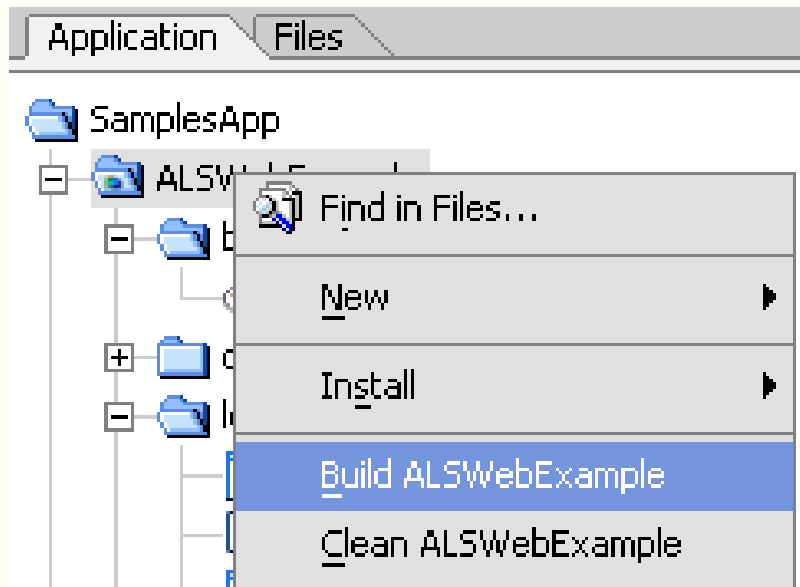 Application Files
SamplesApp
Find in Files...
New
Install
Build ALSWebExample
Clean ALSWebExample